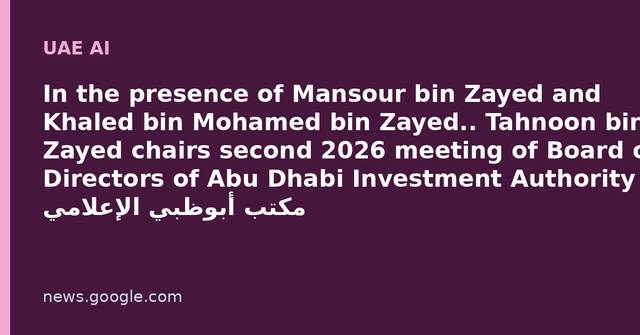 UAE AI
In the presence of Mansour bin Zayed and
Khaled bin Mohamed bin Zayed.. Tahnoon bin
Zayed chairs second 2026 meeting of Board
Directors of Abu Dhabi Investment Authority
مكتب أبوظبي الإعلامي
news.google.com